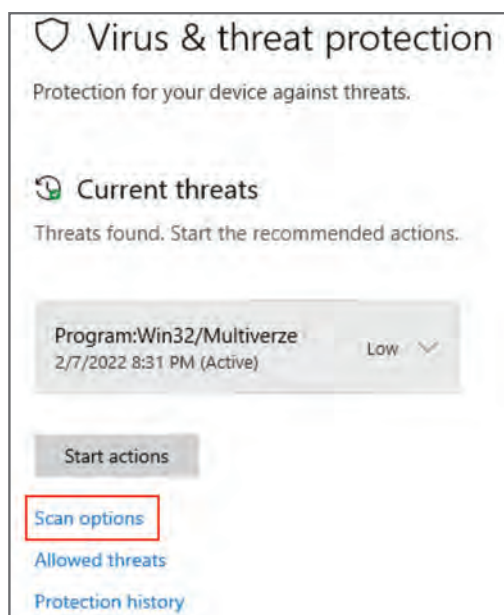 Virus & threat protection
Protection for your device against threats.
Current threats
Threats found. Start the recommended actions.
Program:Win32/Multiverze
Low
2/7/2022 8:31 PM (Active)
Start actions
Scan options
Allowed threats
Protection history